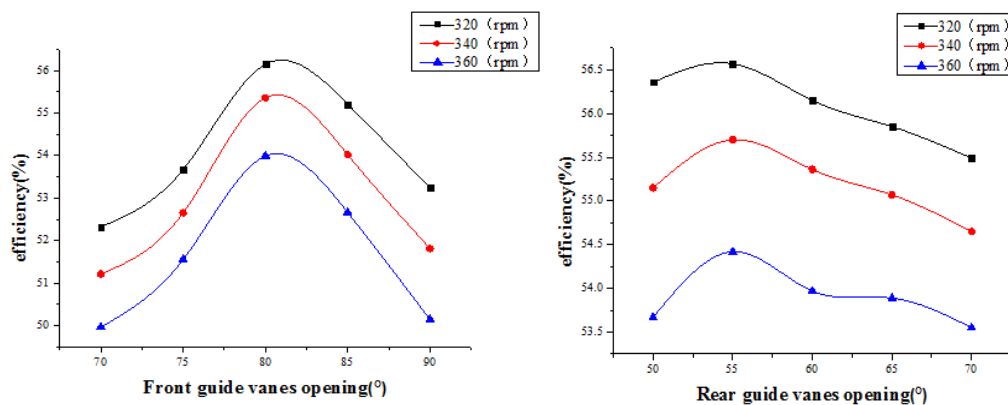 320（rpm）
340（rpm）
360（rpm）
56
55
54
53
52
51
50
efficiency(%)
70 75 80 85 90
Front guide vanes opening(°)
320（rpm）
340（rpm）
360（rpm）
56.5
56.0
55.5
55.0
54.5
54.0
53.5
efficiency(%)
50 55 60 65 70
Rear guide vanes opening(°)